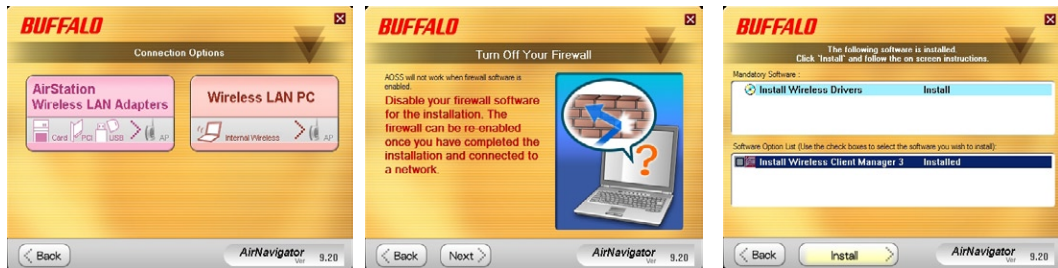 BUFFALO
Connection Options
AirStation
Wireless LAN Adapters
Card PCI USB AP
Wireless LAN PC
Internal Wireless AP
Back
AirNavigator
Ver 9.20
BUFFALO
Turn Off Your Firewall
AOSS will not work when firewall software is
enabled.
Disable your firewall software
for the installation. The
firewall can be re-enabled
once you have completed the
installation and connected to
a network.
?
Back Next
AirNavigator
Ver 9.20
BUFFALO
The following software is installed.
Click 'Install' and follow the on screen instructions.
Mandatory Software :
Install Wireless Drivers Install
Software Option List (Use the check boxes to select the software you wish to install):
Install Wireless Client Manager 3 Installed
Back Install
AirNavigator
Ver 9.20